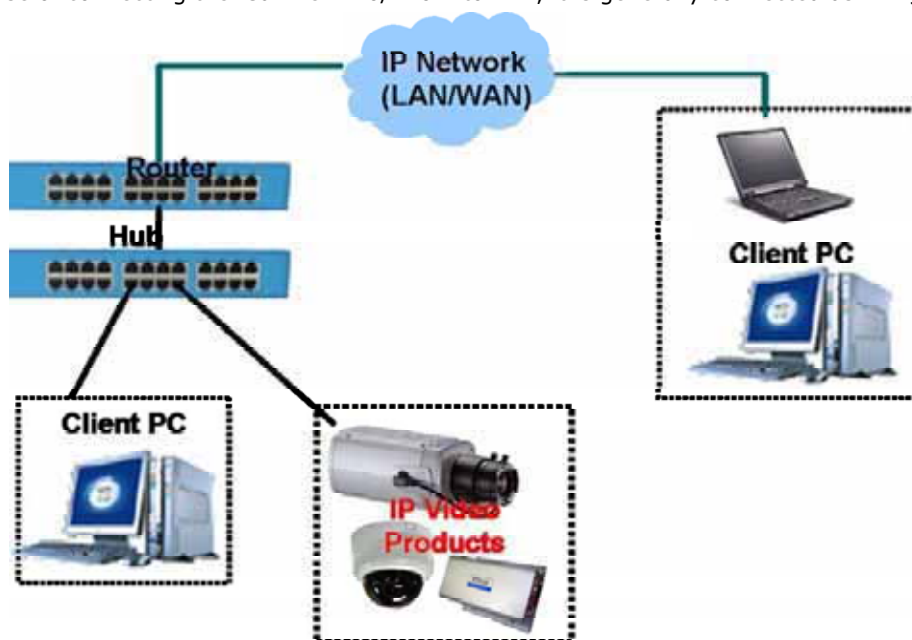 IP Network
(LAN/WAN)
Router
Hub
Client PC
Client PC
IP Video
Products